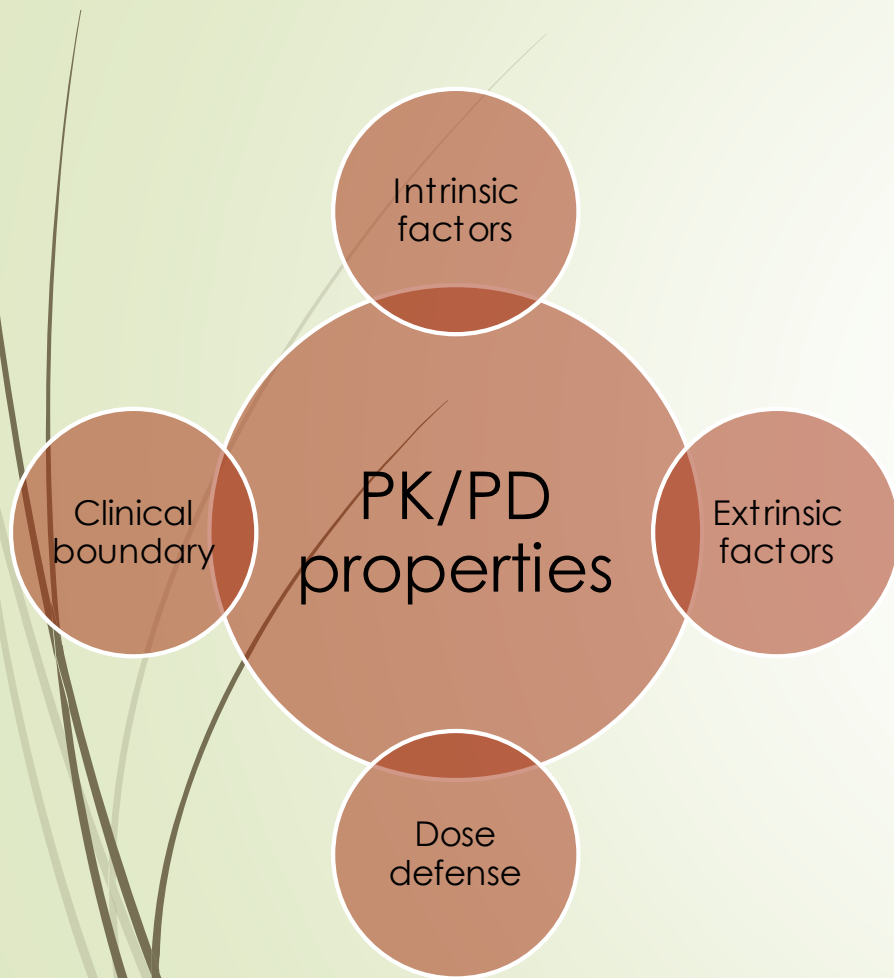 Intrinsic
factors
Clinical
boundary
PK/PD
properties
Extrinsic
factors
Dose
defense